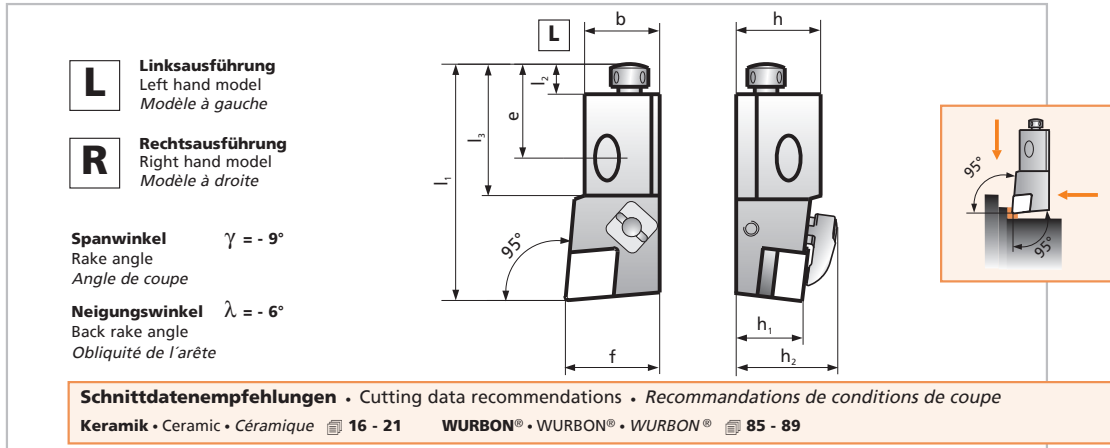 L
Linksausführung
Left hand model
Modèle à gauche
R
Rechtsausführung
Right hand model
Modèle à droite
Spanwinkel γ = - 9°
Rake angle
Angle de coupe
Neigungswinkel λ = - 6°
Back rake angle
Obliquité de l´arête
L
b
h
l₂
e
l₃
l₁
95°
f
h₁
h₂
95°
95°
Schnittdatenempfehlungen • Cutting data recommendations • Recommandations de conditions de coupe
Keramik • Ceramic • Céramique 16 - 21 WURBON® • WURBON® • WURBON® 85 - 89